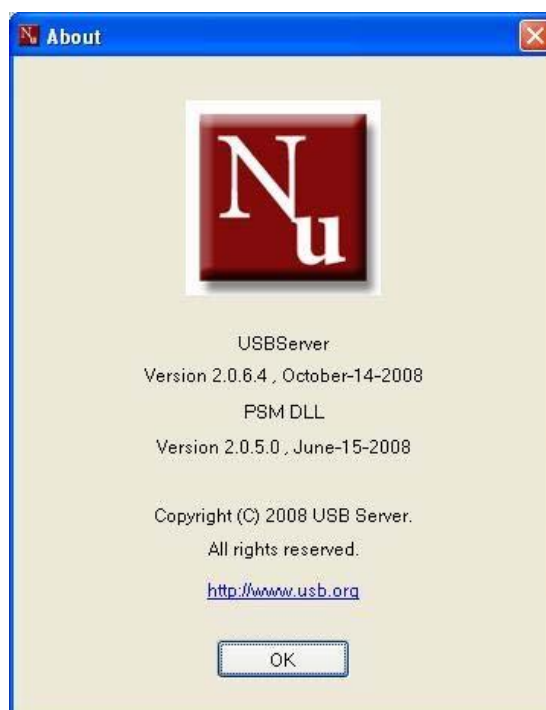 Nu About
Nu
USBServer
Version 2.0.6.4 , October-14-2008
PSM DLL
Version 2.0.5.0 , June-15-2008
Copyright (C) 2008 USB Server.
All rights reserved.
http://www.usb.org
OK